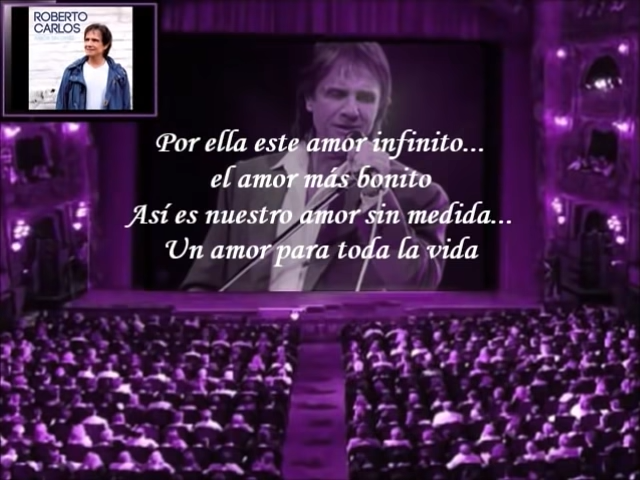 ROBERTO
CARLOS
Por ella este amor infinito...
el amor más bonito
Así es nuestro amor sin medida...
Un amor para toda la vida